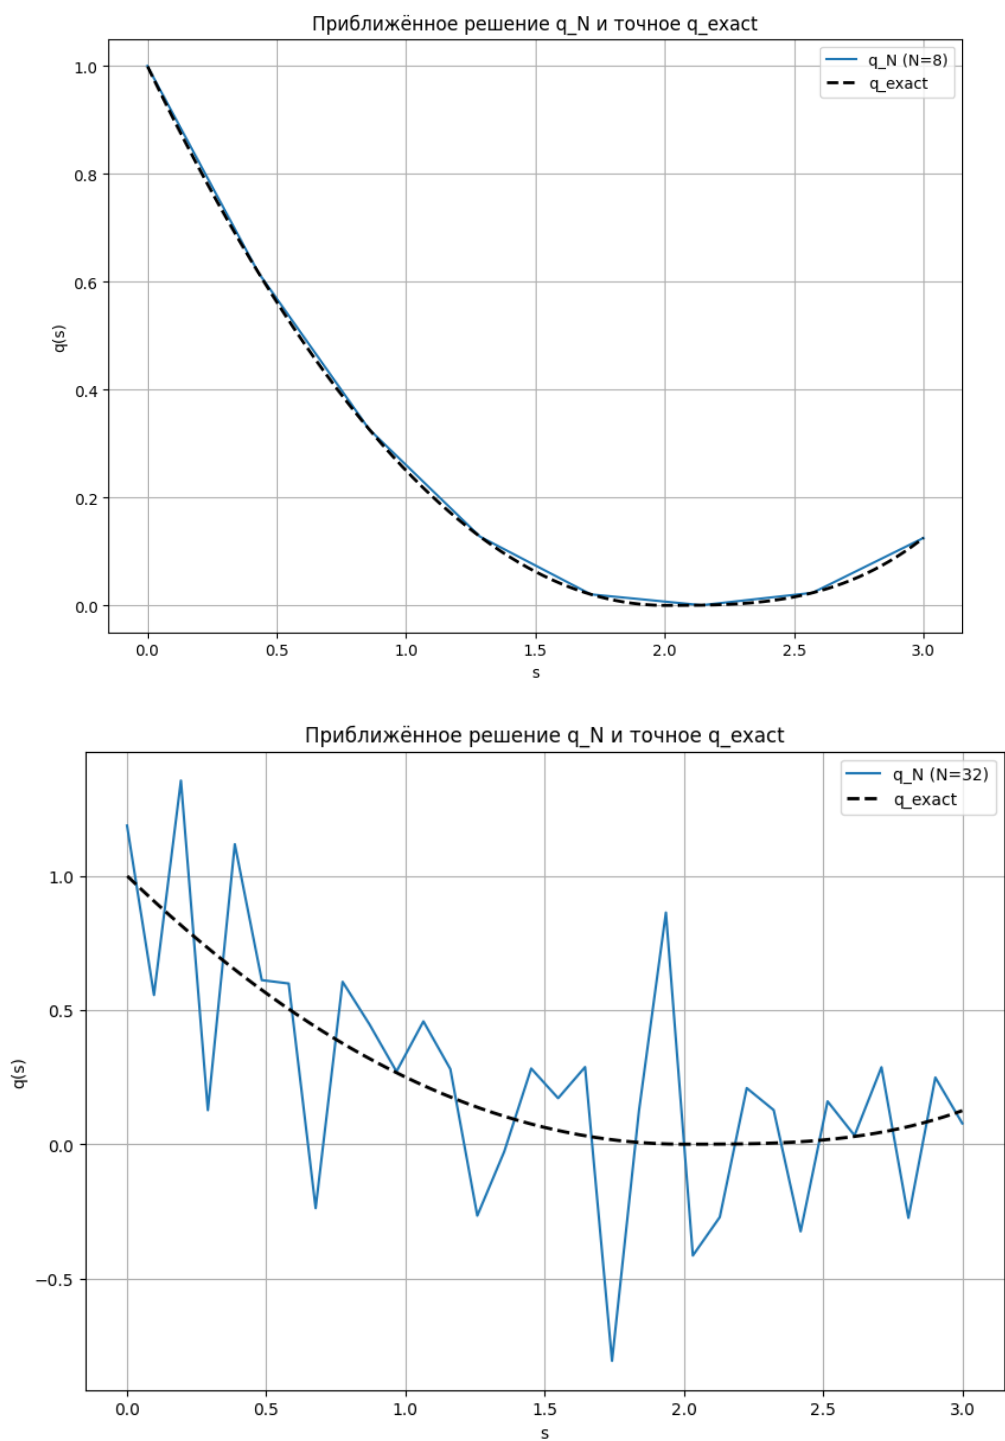 Приближённое решение q_N и точное q_exact
q_N (N=8)
q_exact
1.0
0.8
0.6
0.4
0.2
0.0
q(s)
0.0 0.5 1.0 1.5 2.0 2.5 3.0
s
Приближённое решение q_N и точное q_exact
q_N (N=32)
q_exact
1.0
0.5
0.0
−0.5
q(s)
0.0 0.5 1.0 1.5 2.0 2.5 3.0
s